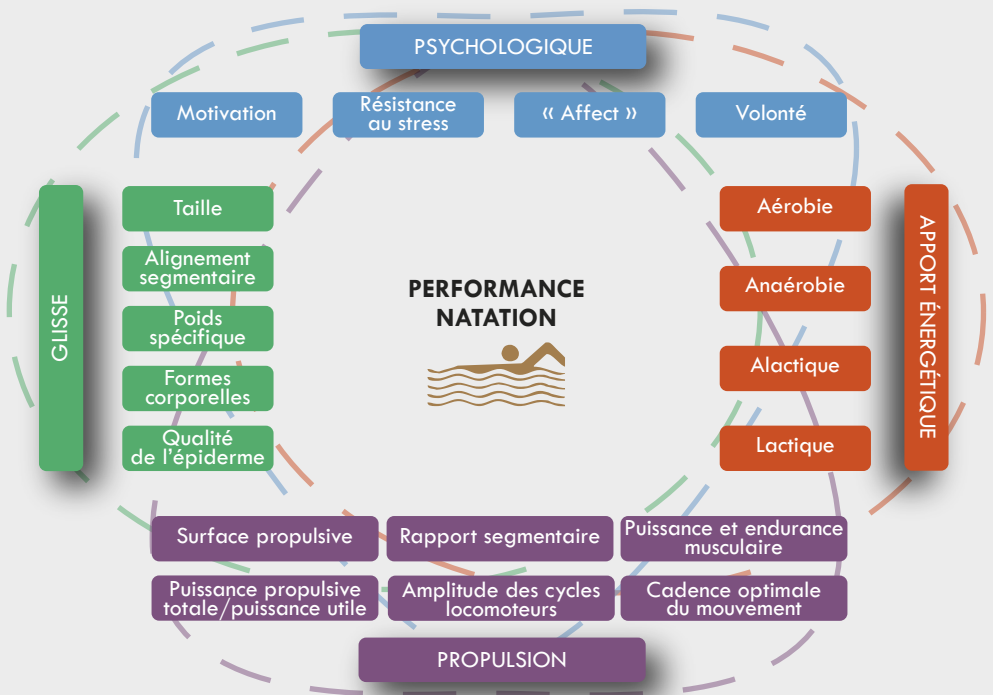 PSYCHOLOGIQUE
Motivation
Résistance
au stress
« Affect »
Volonté
GLISSE
Taille
Alignement
segmentaire
Poids
spécifique
Formes
corporelles
Qualité
de l’épiderme
PERFORMANCE
NATATION
Aérobie
Anaérobie
Alactique
Lactique
APPORT ÉNERGÉTIQUE
Surface propulsive
Rapport segmentaire
Puissance et endurance
musculaire
Puissance propulsive
totale/puissance utile
Amplitude des cycles
locomoteurs
Cadence optimale
du mouvement
PROPULSION